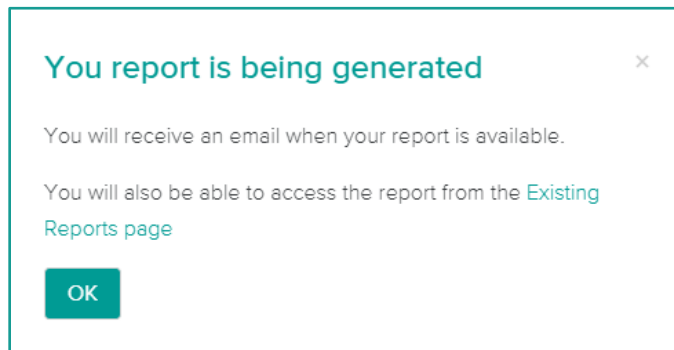 You report is being generated
×
You will receive an email when your report is available.
You will also be able to access the report from the Existing
Reports page
OK